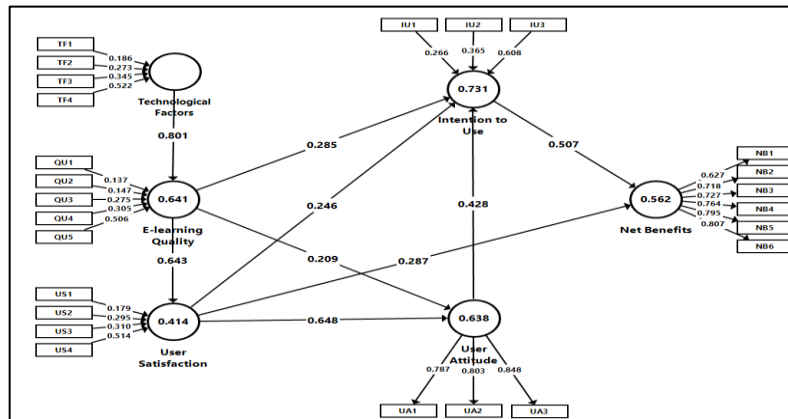 IU1 IU2 IU3
0.266 0.365 0.608
TF1
TF2
TF3
TF4
0.186
0.273
0.345
0.522
Technological
Factors
0.731
Intention to
Use
0.801
0.285
0.507
QU1
QU2
QU3
QU4
QU5
0.137
0.147
0.275
0.305
0.506
0.641
E-learning
Quality
0.246
0.428
NB1
NB2
NB3
NB4
NB5
NB6
0.627
0.718
0.727
0.764
0.795
0.807
0.562
Net Benefits
0.643
0.209
0.287
US1
US2
US3
US4
0.179
0.295
0.310
0.514
0.414
User
Satisfaction
0.648
0.638
User
Attitude
0.787 0.803 0.848
UA1 UA2 UA3